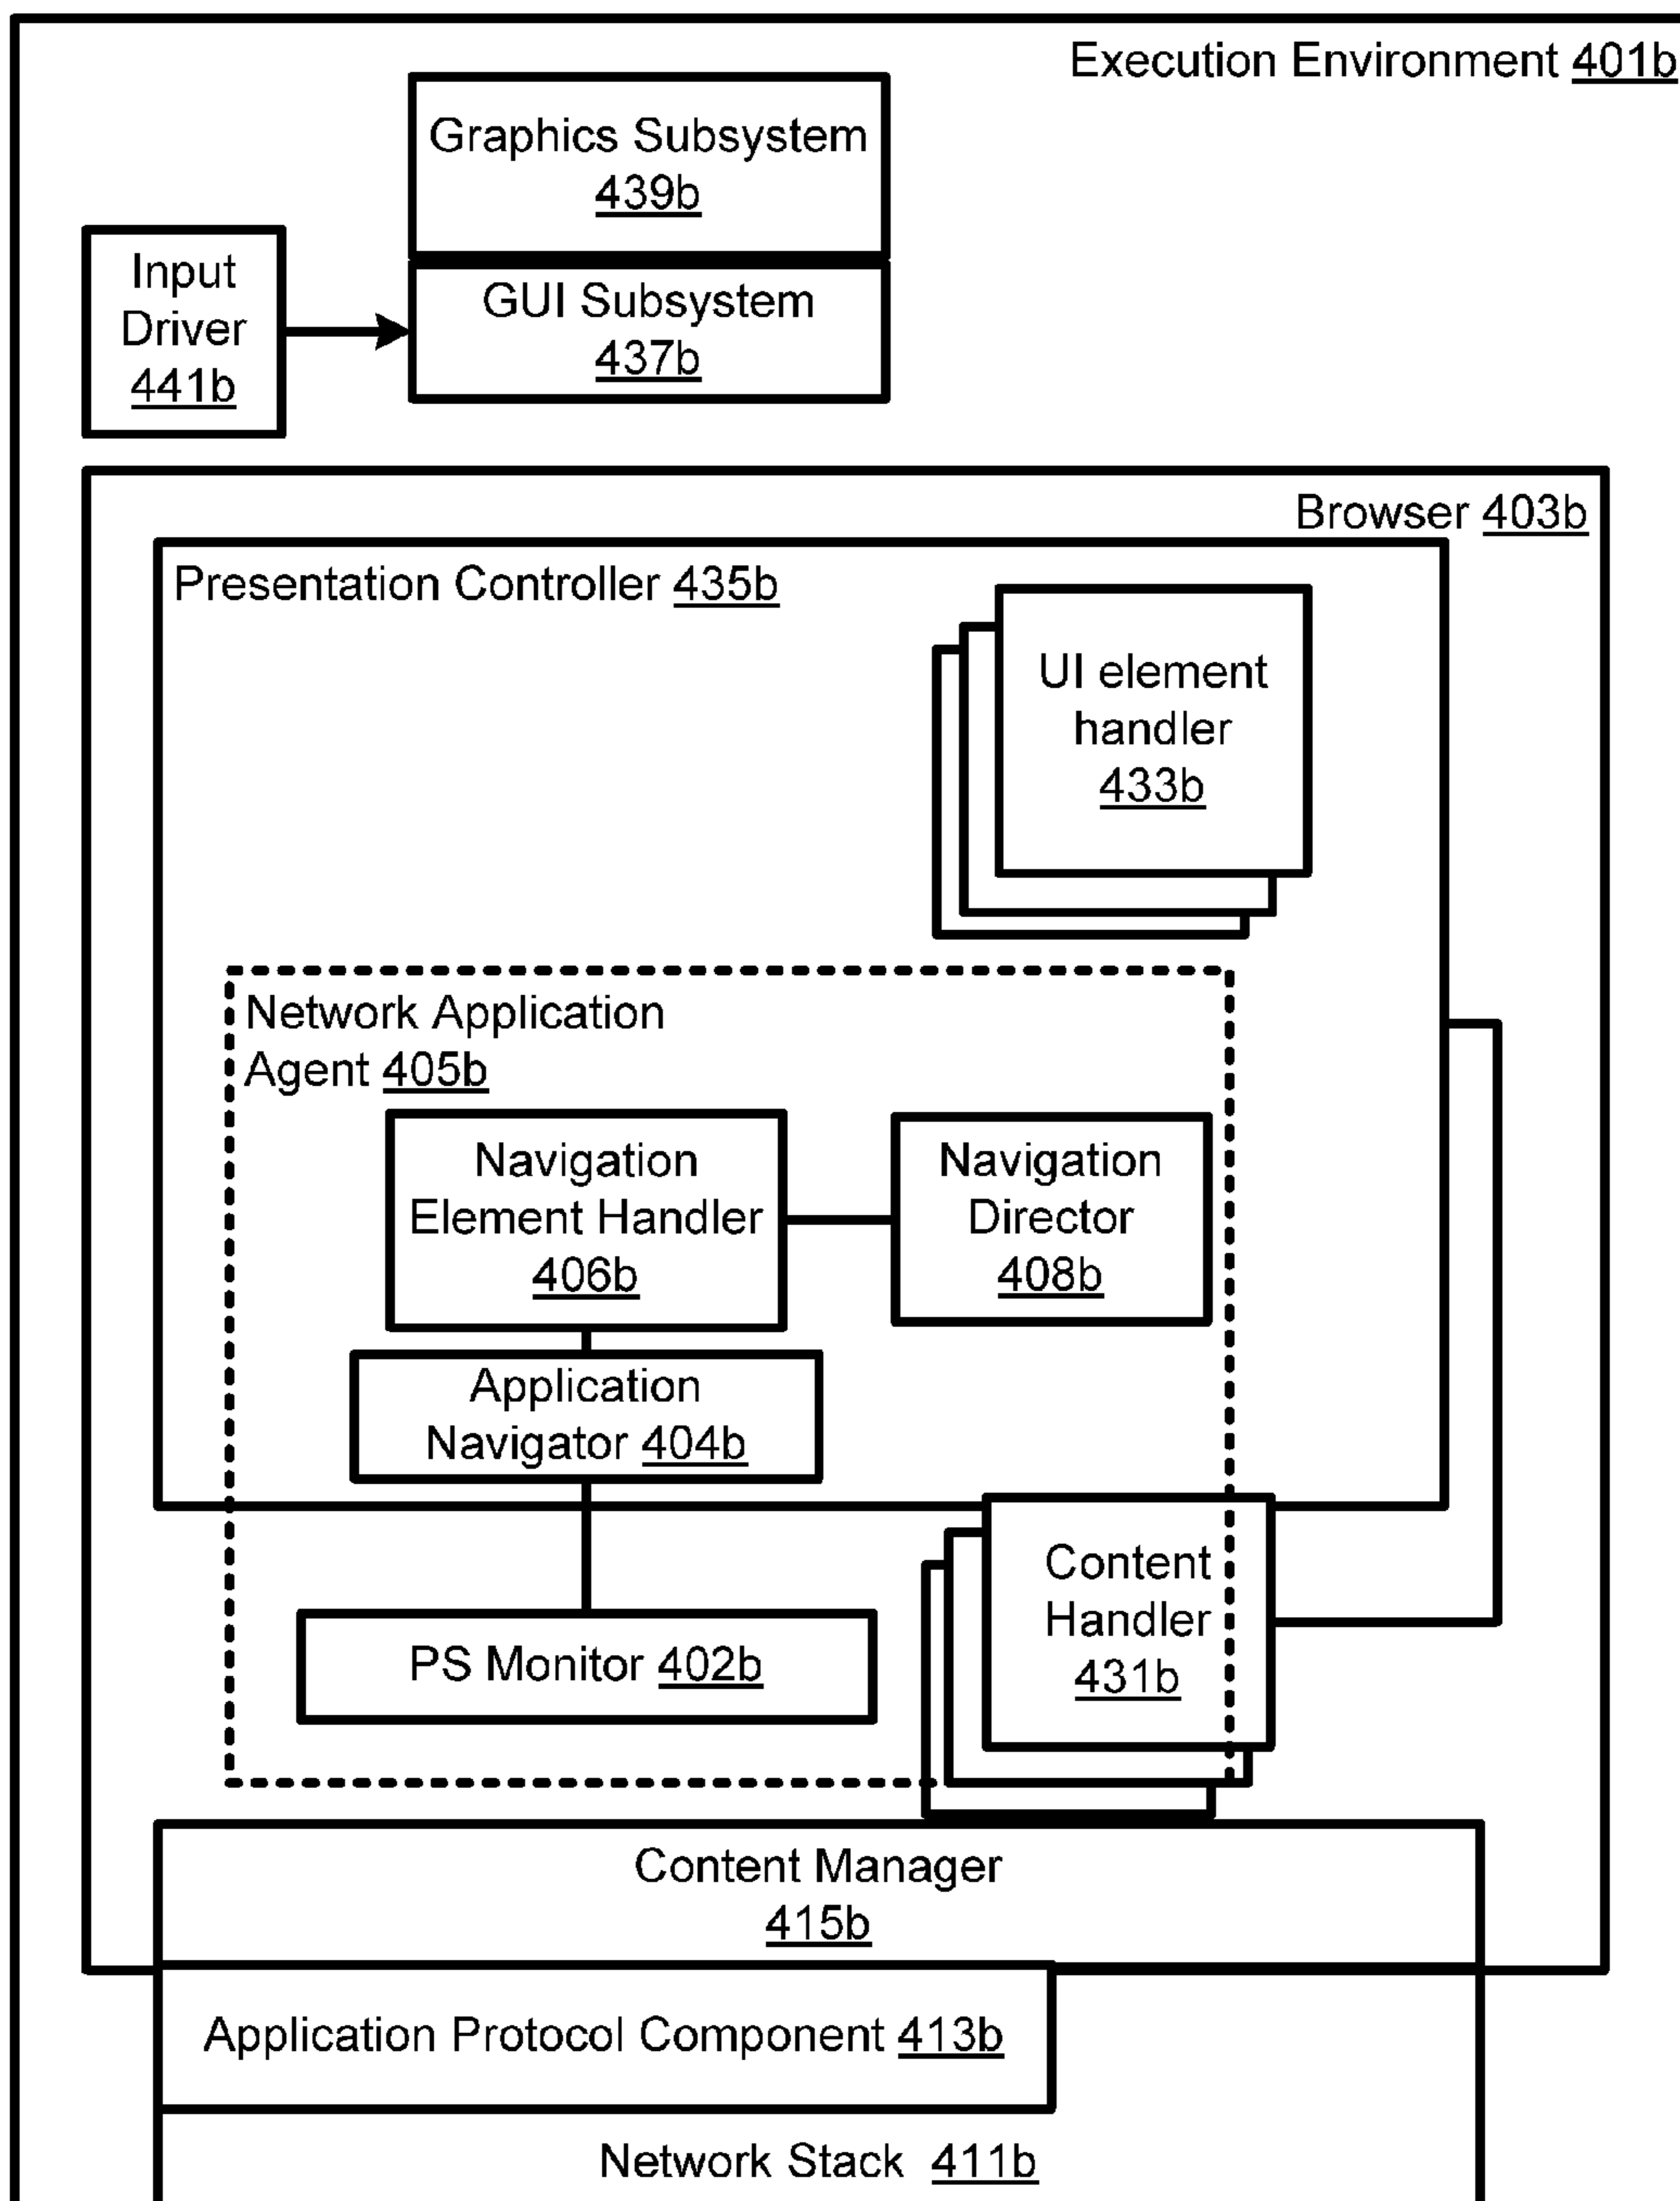 Execution Environment 401b
Graphics Subsystem
439b
Input
Driver
441b
GUI Subsystem
437b
Browser 403b
Presentation Controller 435b
UI element
handler
433b
Network Application
Agent 405b
Navigation
Element Handler
406b
Navigation
Director
408b
Application
Navigator 404b
Content
Handler
431b
PS Monitor 402b
Content Manager
415b
Application Protocol Component 413b
Network Stack 411b